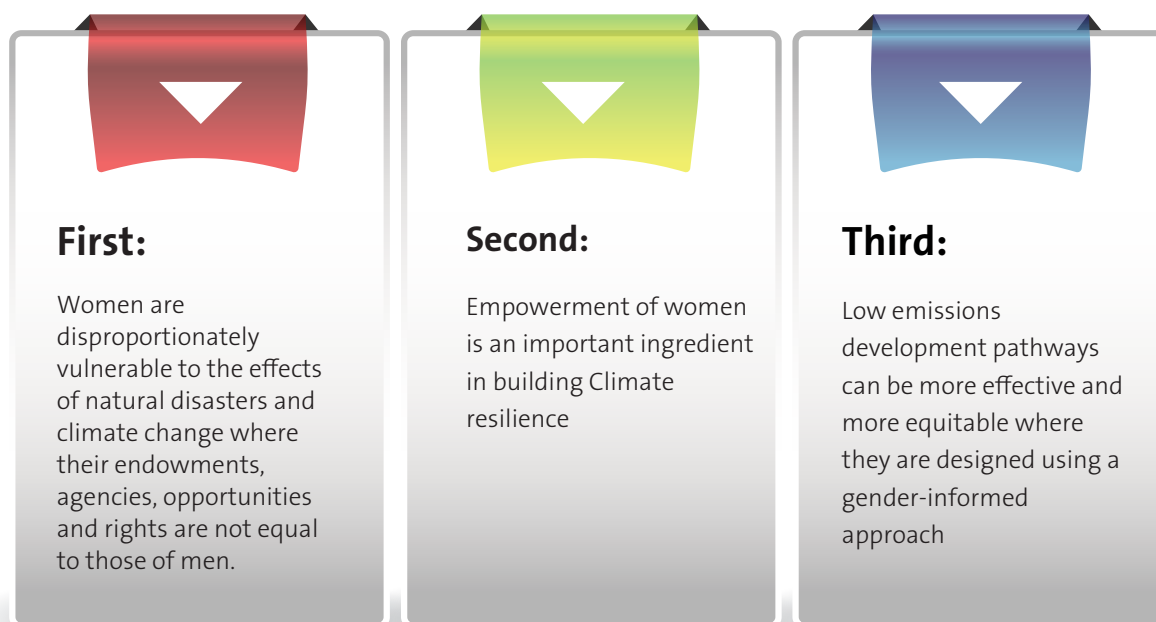 First:
Women are
disproportionately
vulnerable to the effects
of natural disasters and
climate change where
their endowments,
agencies, opportunities
and rights are not equal
to those of men.
Second:
Empowerment of women
is an important ingredient
in building Climate
resilience
Third:
Low emissions
development pathways
can be more effective and
more equitable where
they are designed using a
gender-informed
approach